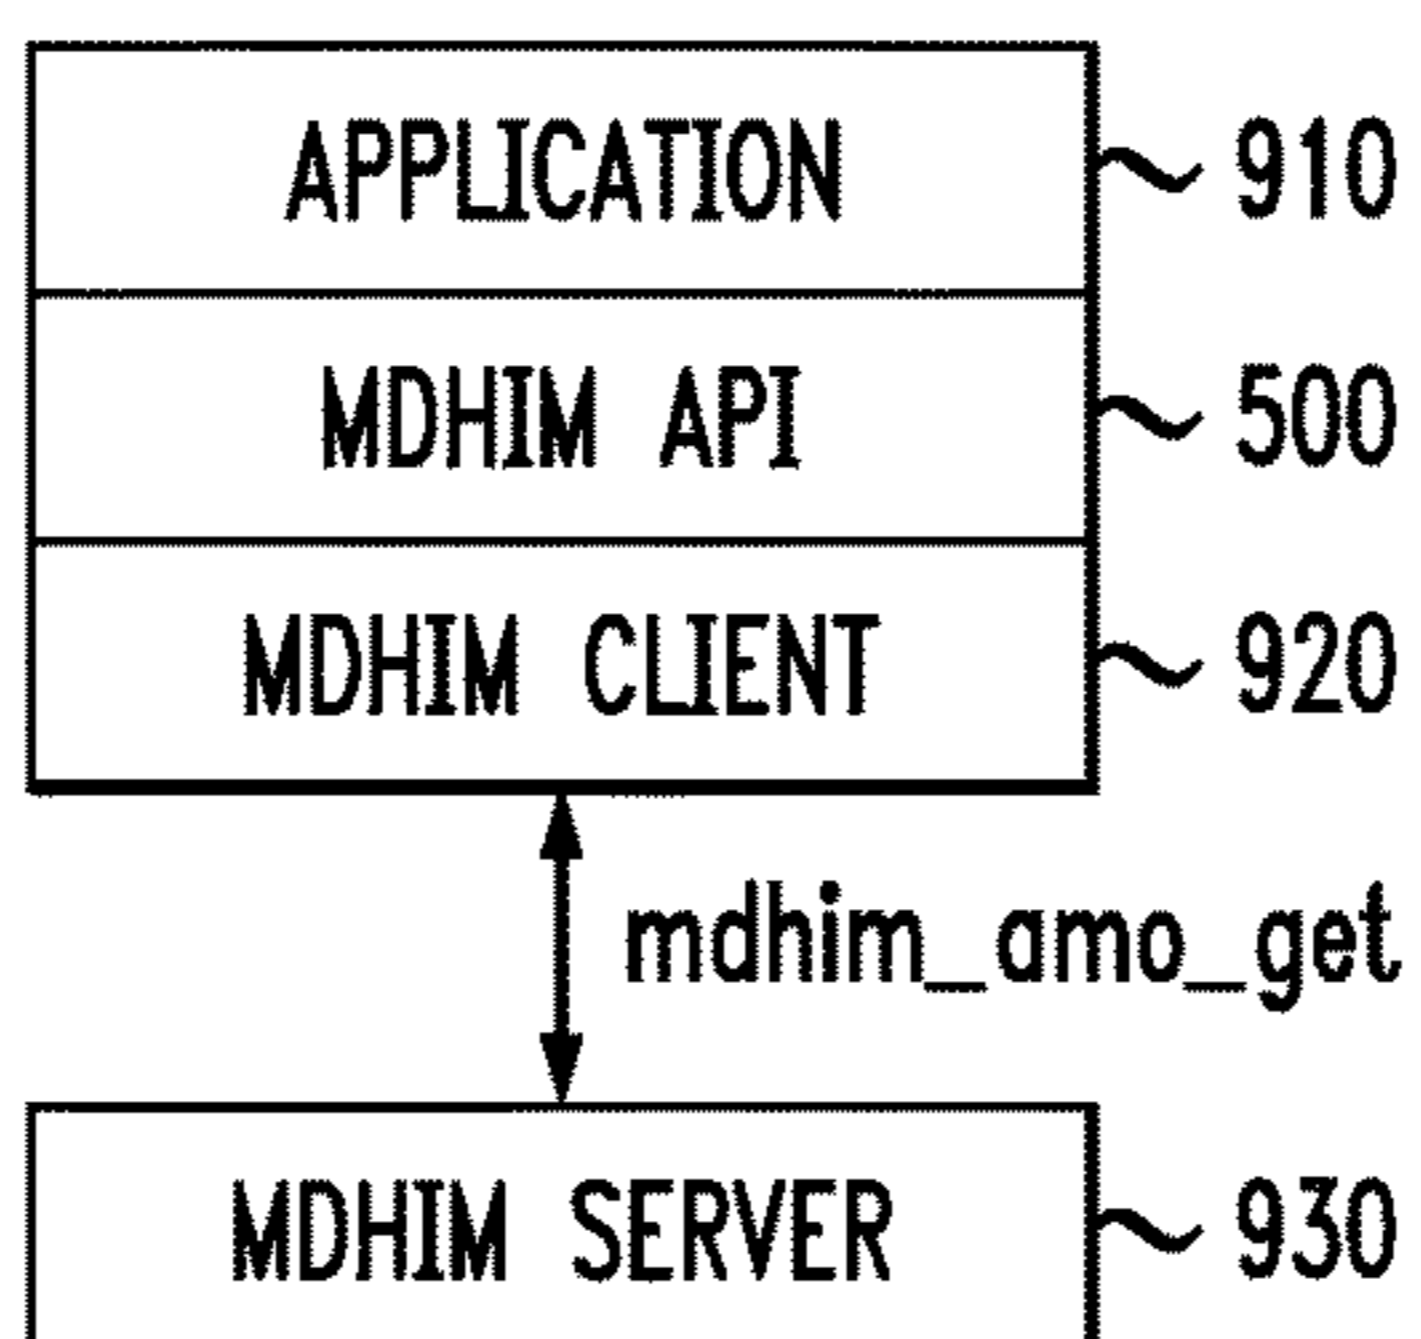 APPLICATION 910
MDHIM API 500
MDHIM CLIENT 920
mdhim_amo_get
MDHIM SERVER 930